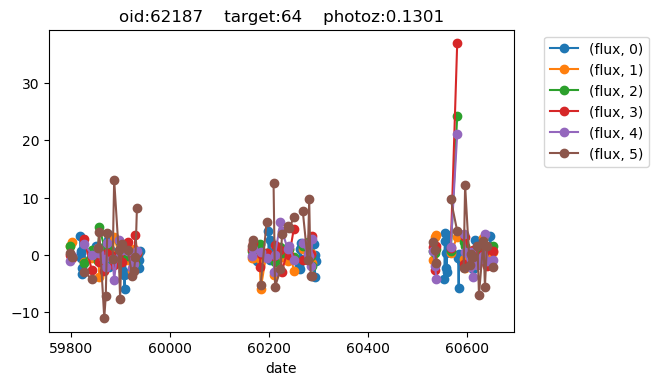 oid:62187    target:64    photoz:0.1301
30
20
10
0
−10
59800
60000
60200
60400
60600
date
(flux, 0)
(flux, 1)
(flux, 2)
(flux, 3)
(flux, 4)
(flux, 5)